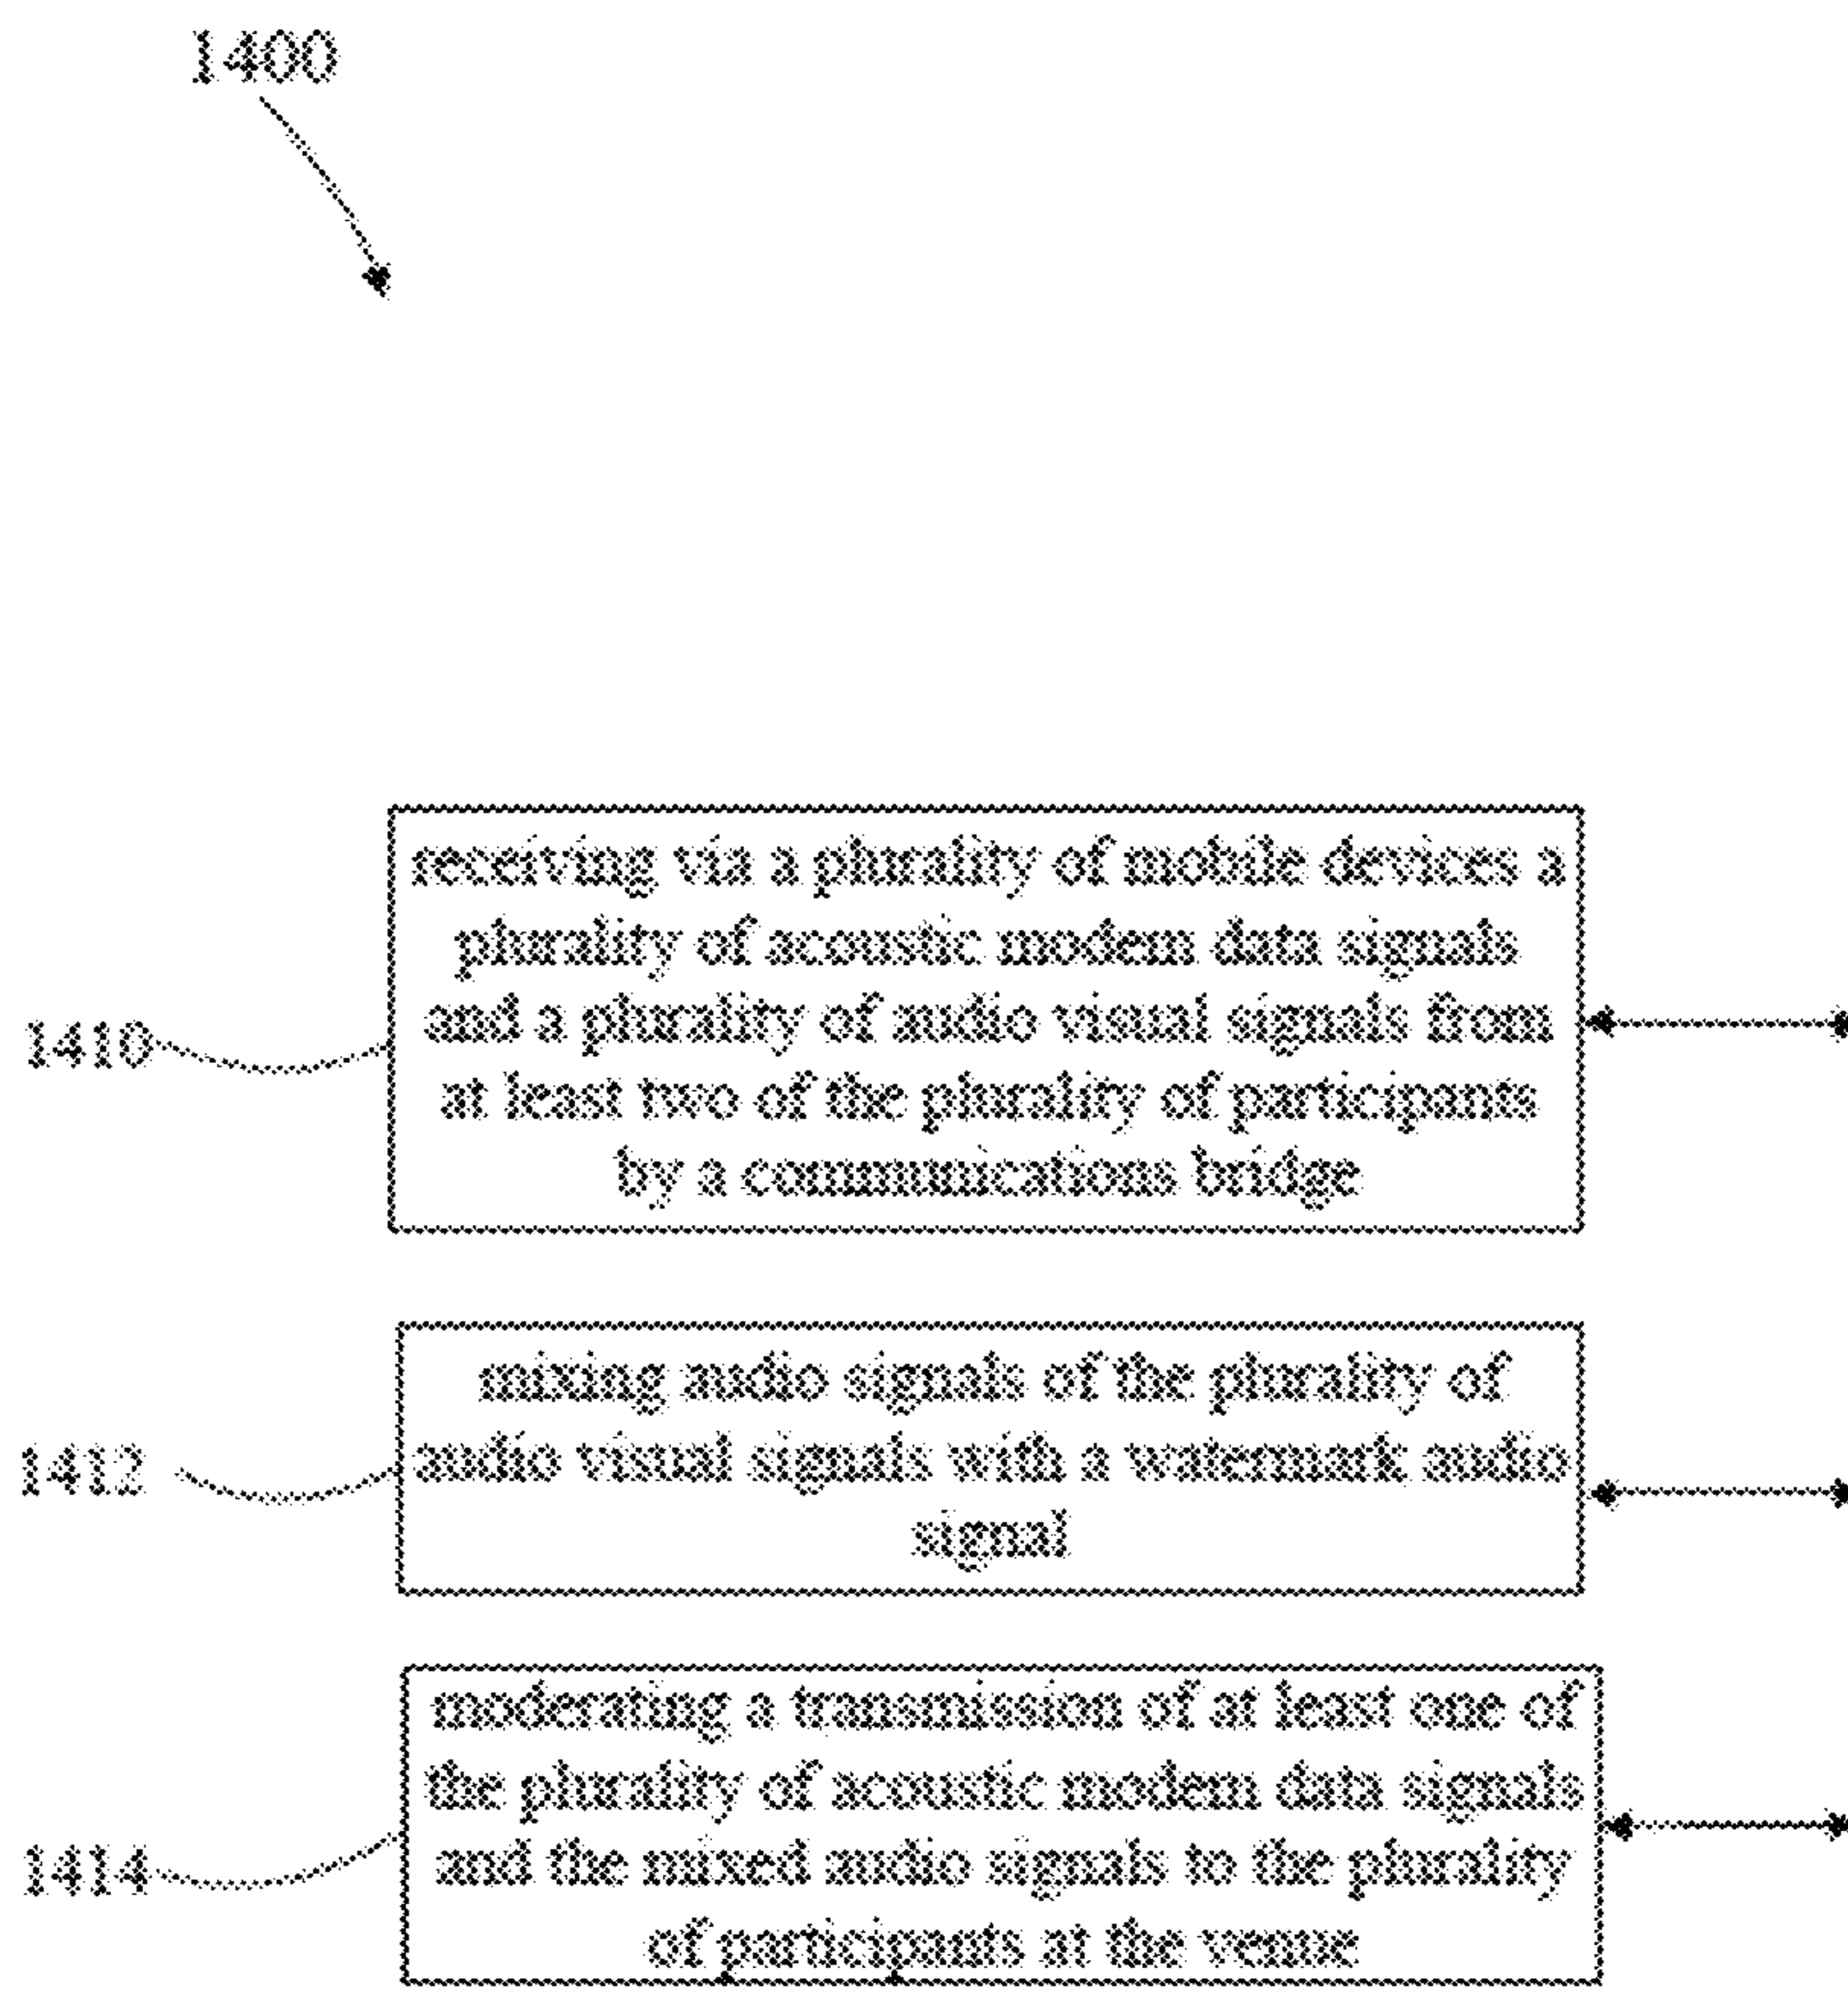 1400
receiving via a plurality of mobile devices a
plurality of acoustic modem data signals
and a plurality of audio visual signals from
at least two of the plurality of participants
by a communications bridge
1410
mixing audio signals of the plurality of
audio visual signals with a watermark audio
signal
1412
moderating a transmission of at least one of
the plurality of acoustic modem data signals
and the mixed audio signals to the plurality
of participants at the venue
1414